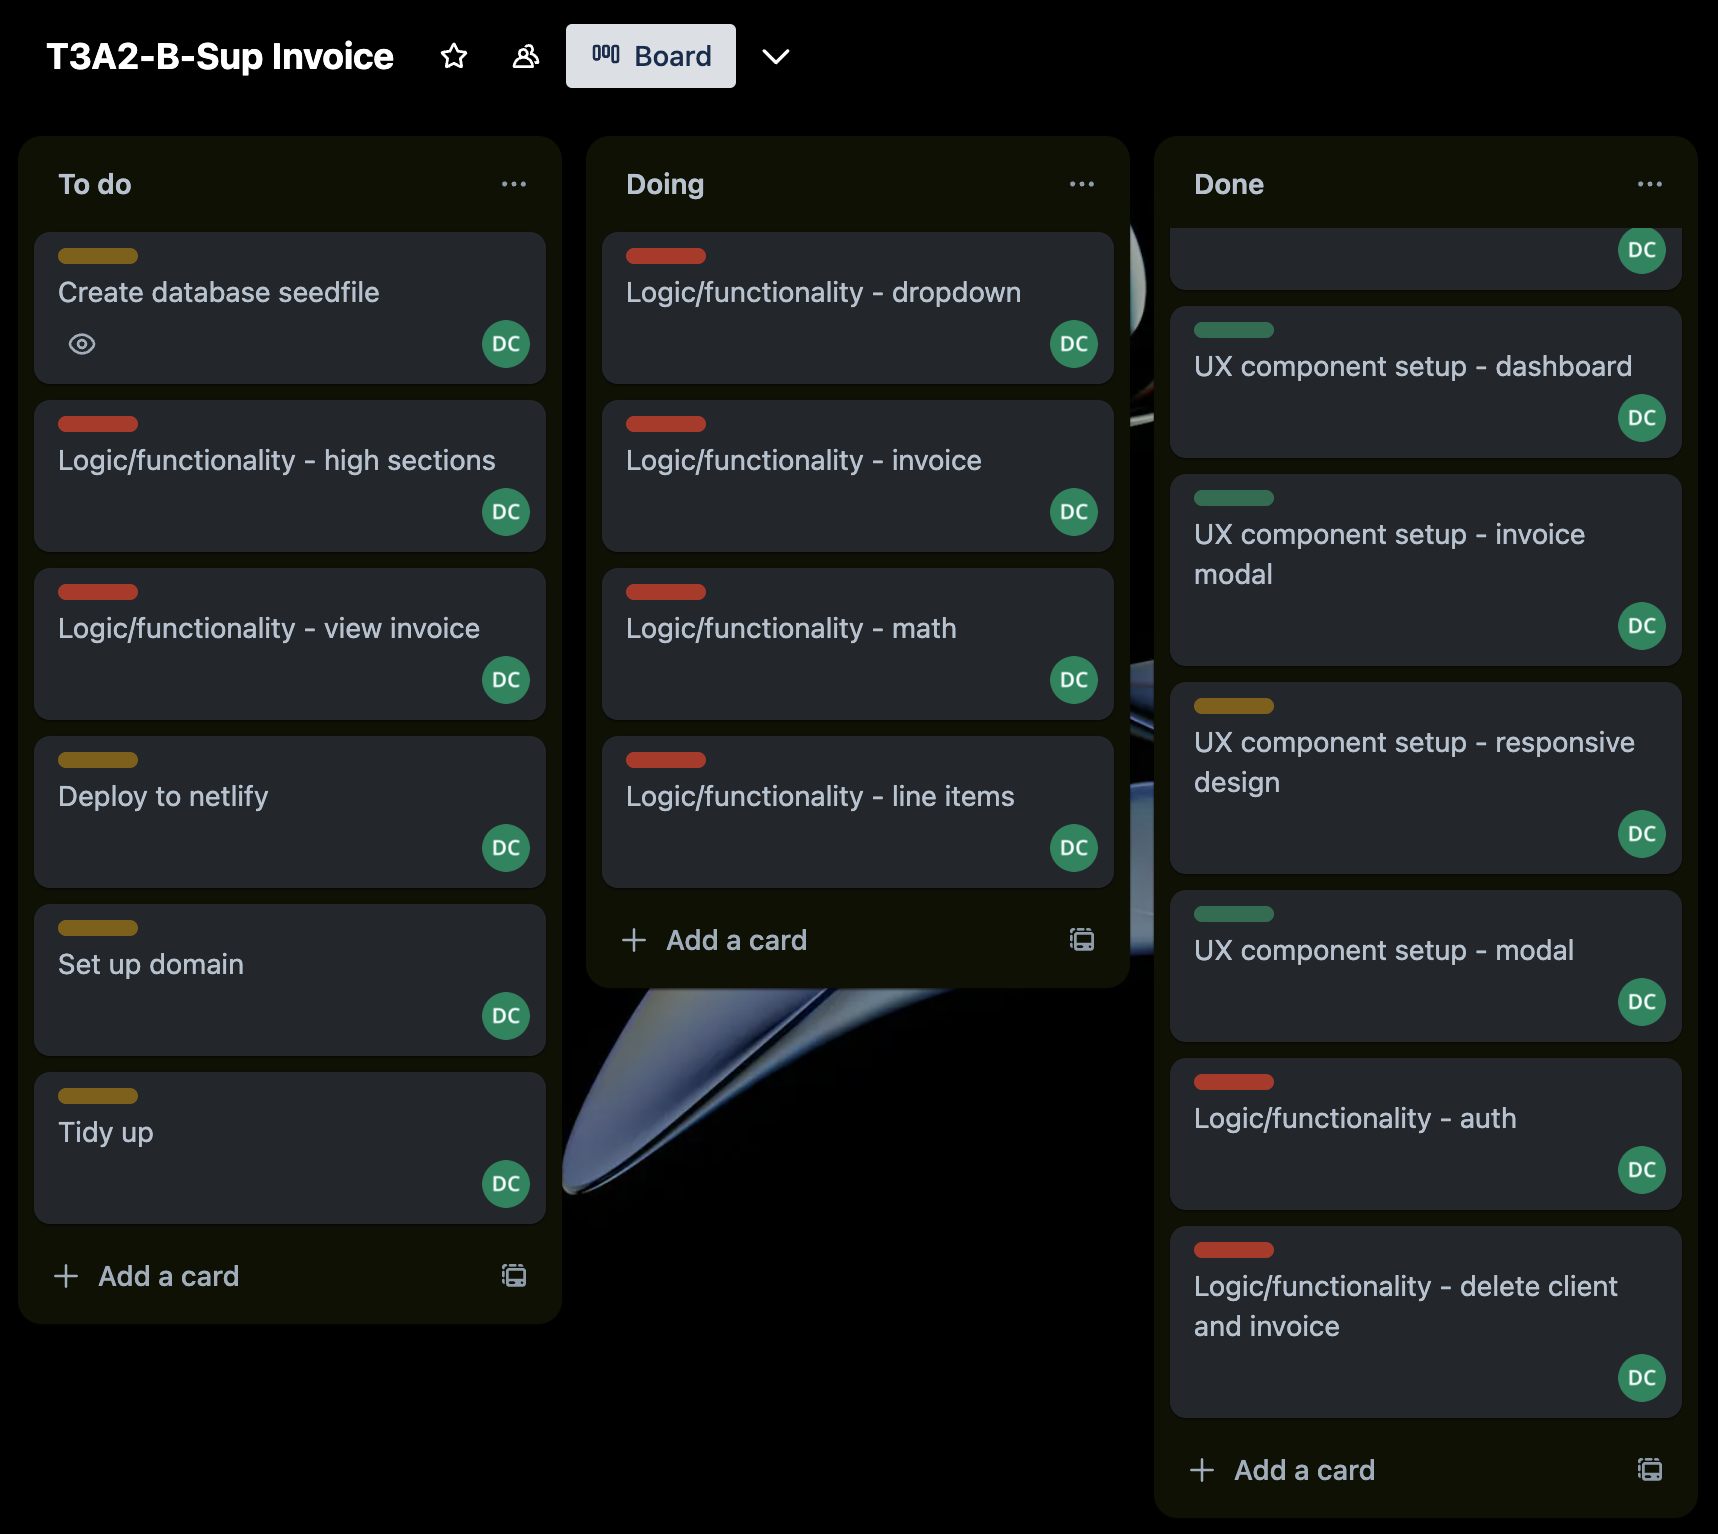 T3A2-B-Sup Invoice
Board
To do
Create database seedfile
DC
Logic/functionality - high sections
DC
Logic/functionality - view invoice
DC
Deploy to netlify
DC
Set up domain
DC
Tidy up
DC
Add a card
Doing
Logic/functionality - dropdown
DC
Logic/functionality - invoice
DC
Logic/functionality - math
DC
Logic/functionality - line items
DC
Add a card
Done
DC
UX component setup - dashboard
DC
UX component setup - invoice
modal
DC
UX component setup - responsive
design
DC
UX component setup - modal
DC
Logic/functionality - auth
DC
Logic/functionality - delete client
and invoice
DC
Add a card